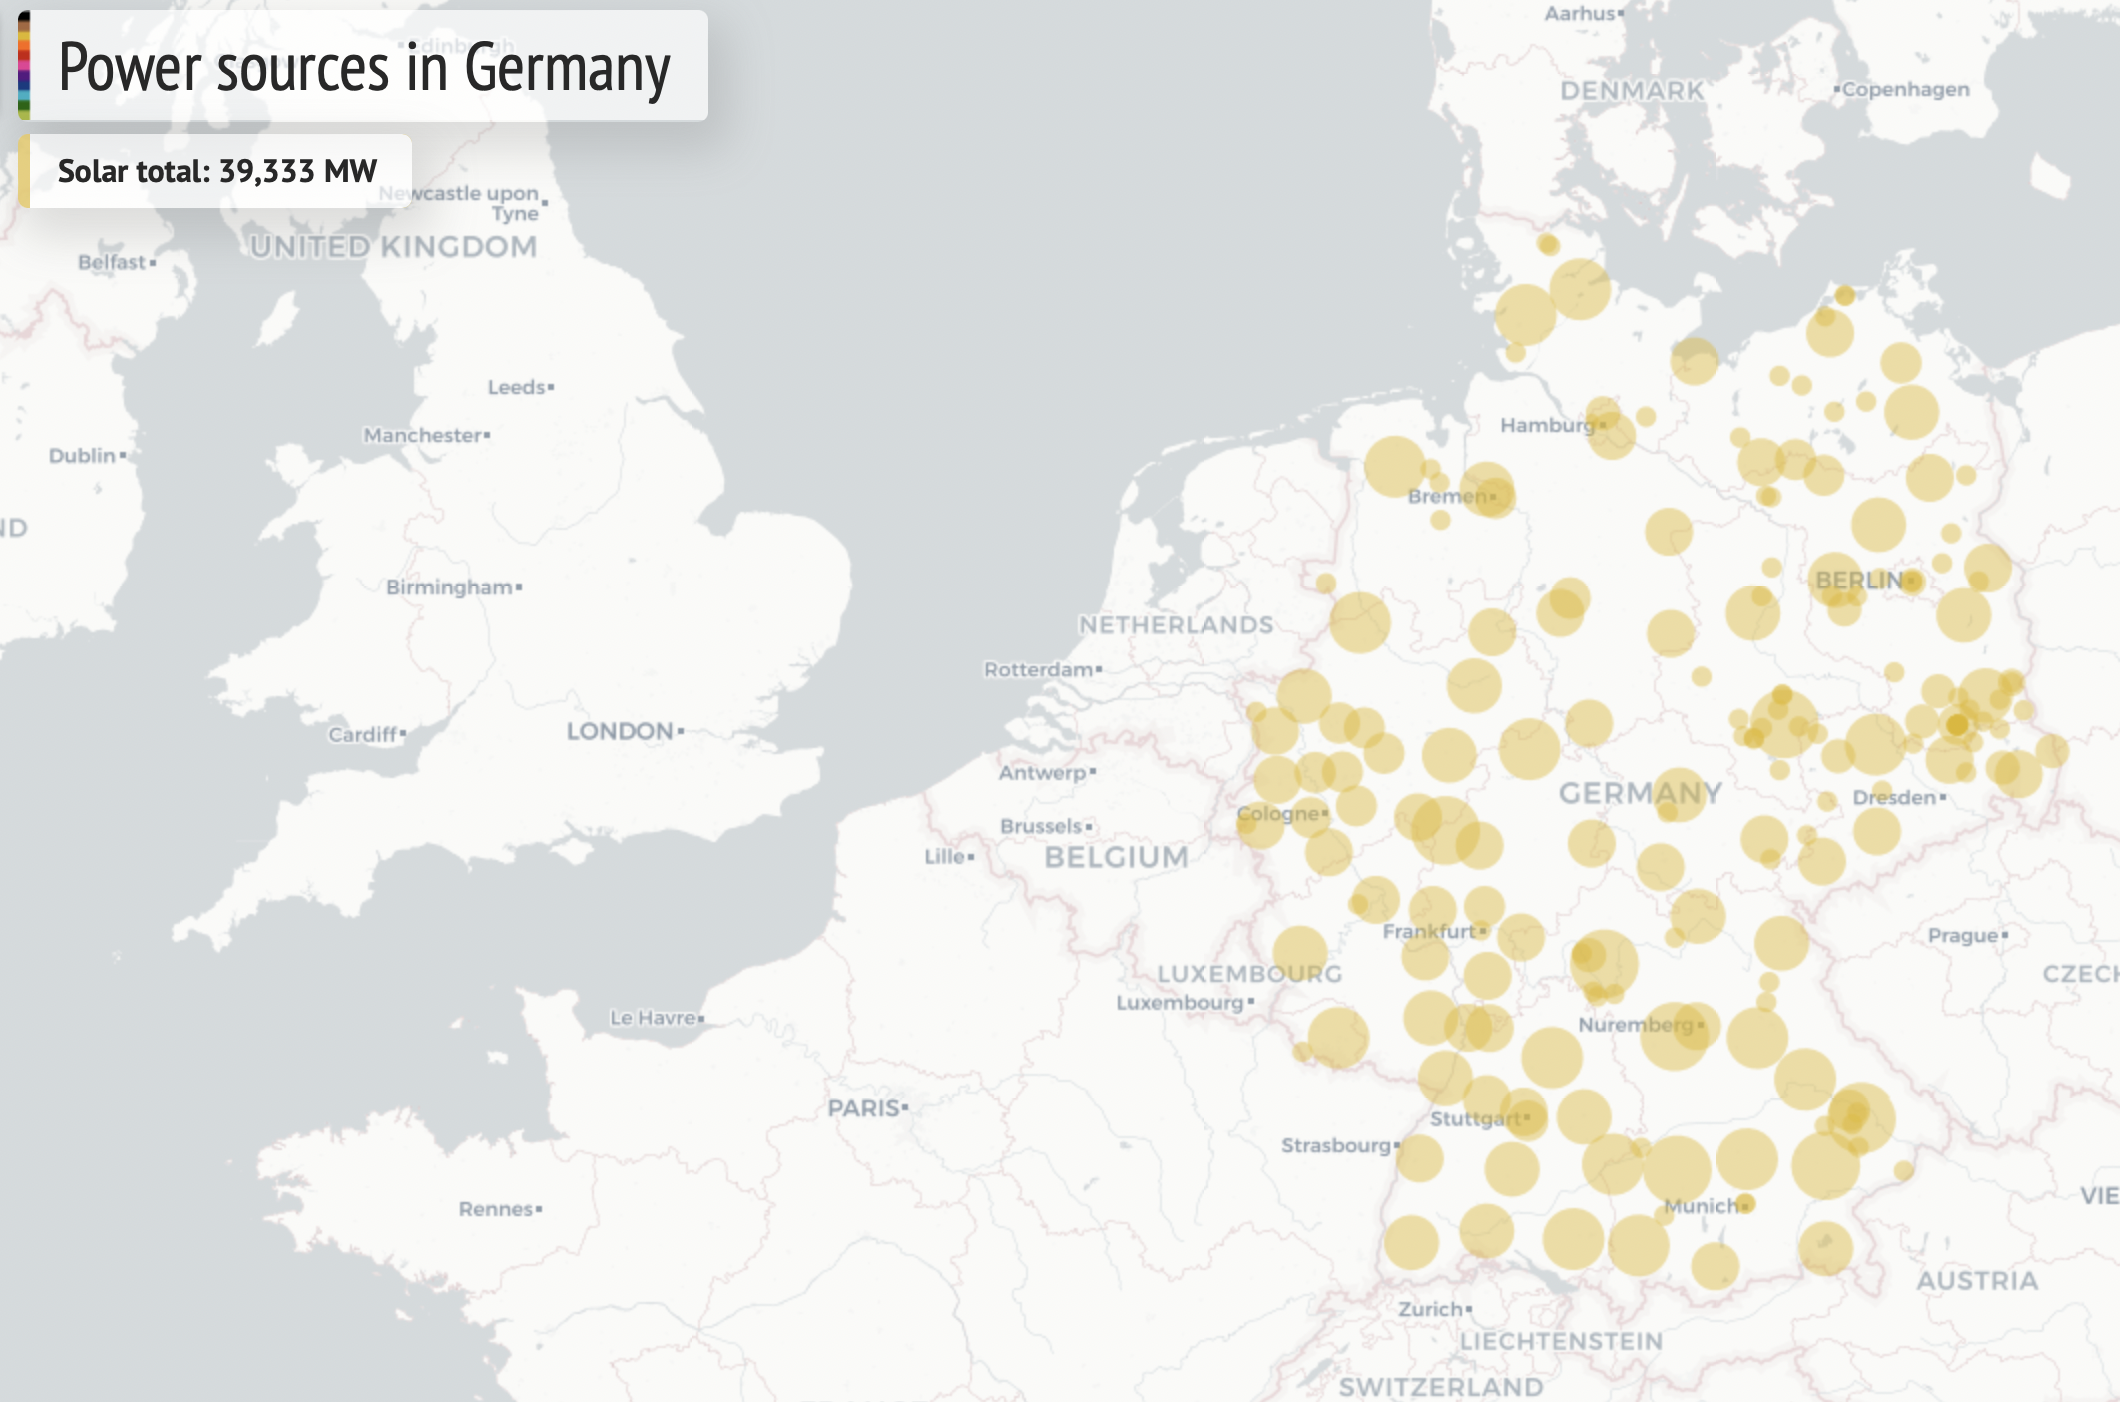 Edinburgh
Power sources in Germany
Solar total: 39,333 MW
Aarhus
DENMARK
Copenhagen
Newcastle upon
Tyne
UNITED KINGDOM
Belfast
Leeds
Manchester
Dublin
Hamburg
Bremen
ND
Birmingham
BERLIN
NETHERLANDS
Rotterdam
Cardiff
LONDON
Antwerp
GERMANY
Dresden
Cologne
Brussels
Lille
BELGIUM
Frankfurt
Prague
LUXEMBOURG
CZECH
Luxembourg
Le Havre
Nuremberg
PARIS
Stuttgart
Strasbourg
VIE
Rennes
Munich
AUSTRIA
Zurich
LIECHTENSTEIN
SWITZERLAND